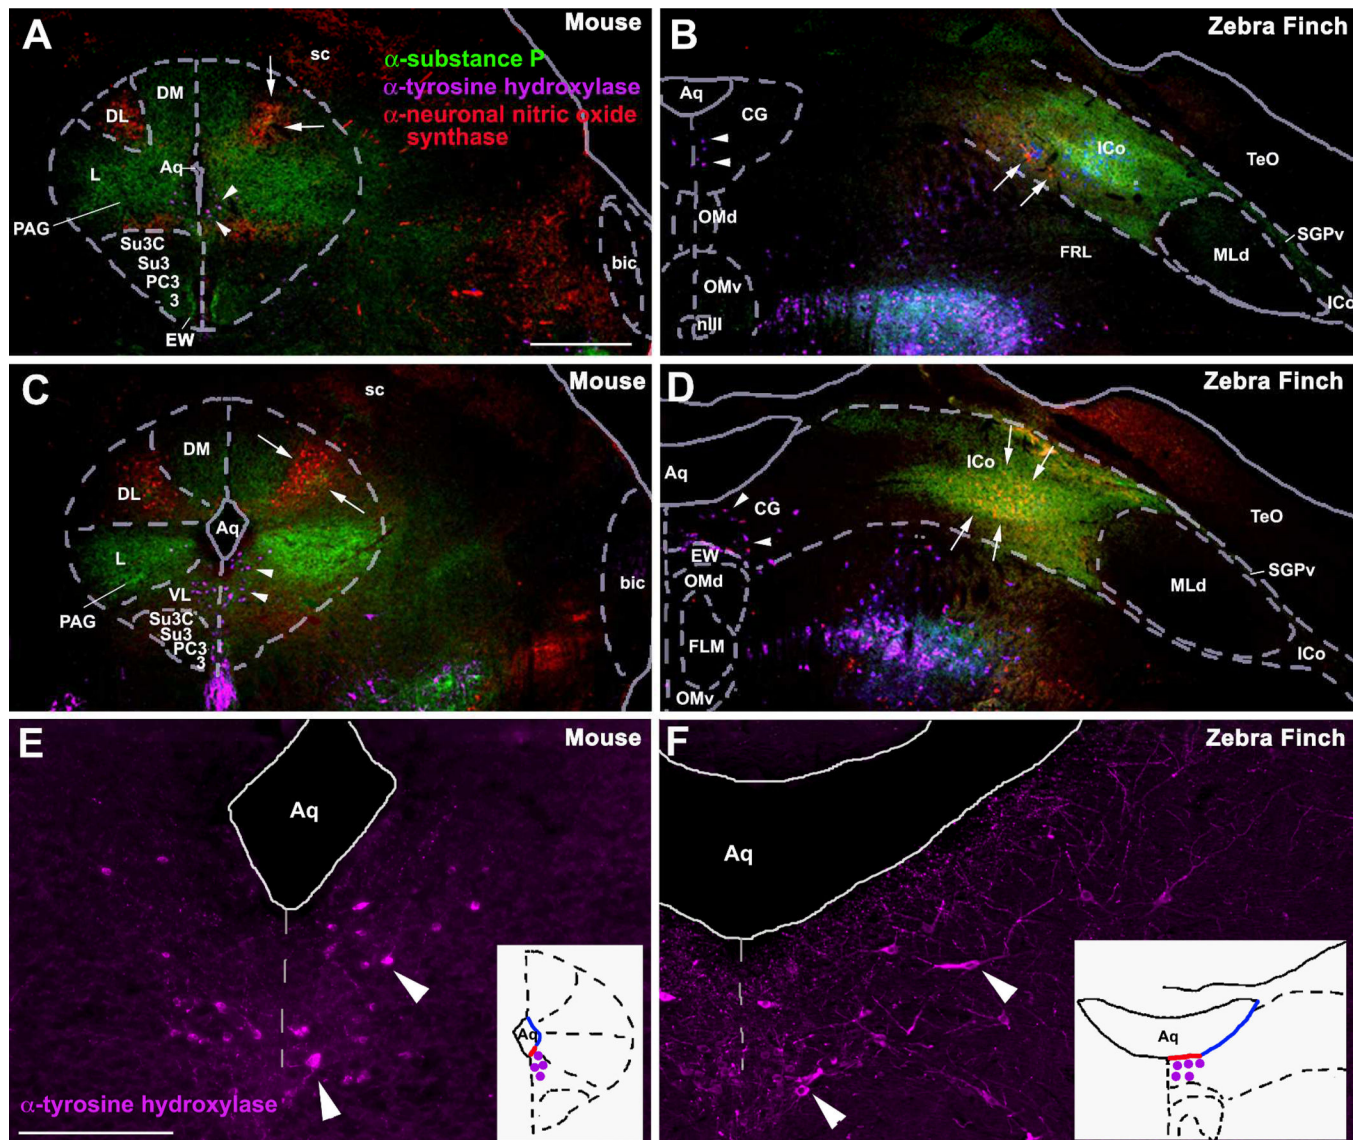 A
Mouse
sc
α-substance P
α-tyrosine hydroxylase
α-neuronal nitric oxide
synthase
DM
DL
Aq
L
PAG
Su3C
Su3
PC3
3
EW
bic
B
Zebra Finch
Aq
CG
ICo
TeO
OMd
SGPv
FRL
MLd
OMv
ICo
nIII
C
Mouse
sc
DM
DL
Aq
L
bic
VL
PAG
Su3C
Su3
PC3
3
D
Zebra Finch
ICo
Aq
CG
TeO
EW
SGPv
OMd
MLd
FLM
ICo
OMv
E
Mouse
Aq
Aq
α-tyrosine hydroxylase
F
Zebra Finch
Aq
Aq